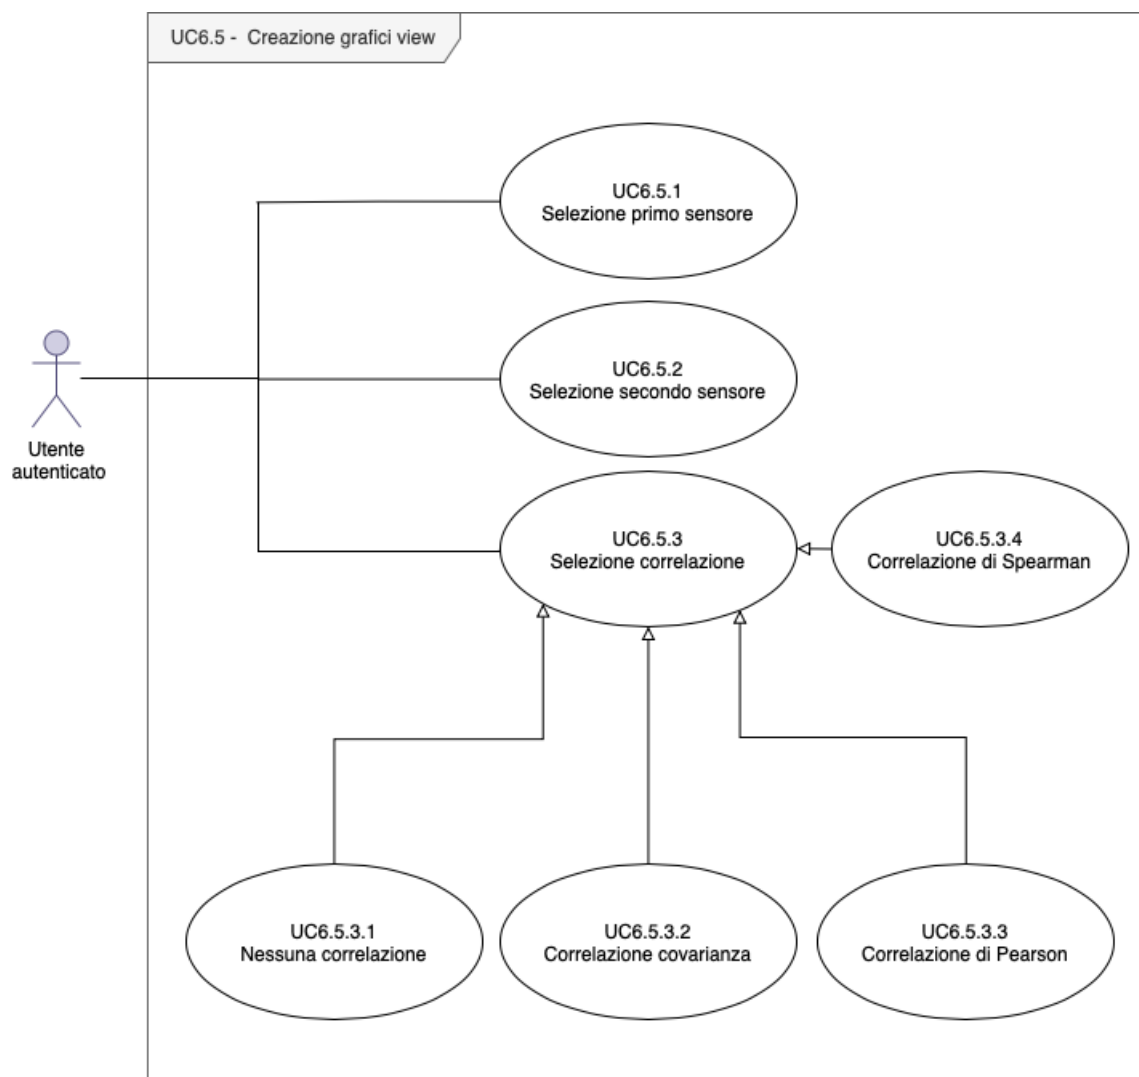 UC6.5 - Creazione grafici view
UC6.5.1
Selezione primo sensore
UC6.5.2
Selezione secondo sensore
Utente
autenticato
UC6.5.3
Selezione correlazione
UC6.5.3.4
Correlazione di Spearman
UC6.5.3.1
Nessuna correlazione
UC6.5.3.2
Correlazione covarianza
UC6.5.3.3
Correlazione di Pearson